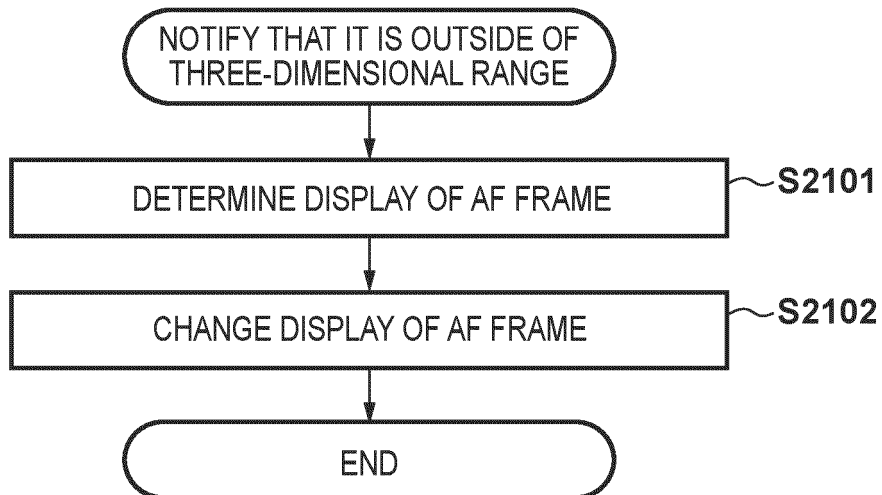 NOTIFY THAT IT IS OUTSIDE OF
THREE-DIMENSIONAL RANGE
DETERMINE DISPLAY OF AF FRAME
S2101
CHANGE DISPLAY OF AF FRAME
S2102
END